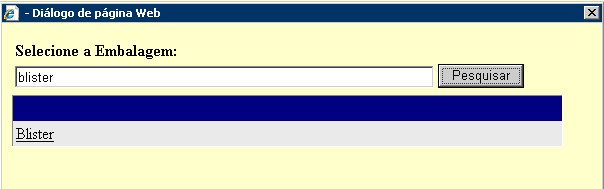 - Diálogo de página Web
Selecione a Embalagem:
blister
Pesquisar
Blister